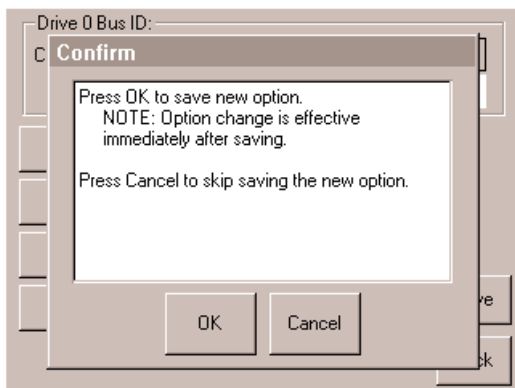 Drive 0 Bus ID:
Confirm
Press OK to save new option.
NOTE: Option change is effective
immediately after saving.
Press Cancel to skip saving the new option.
OK
Cancel